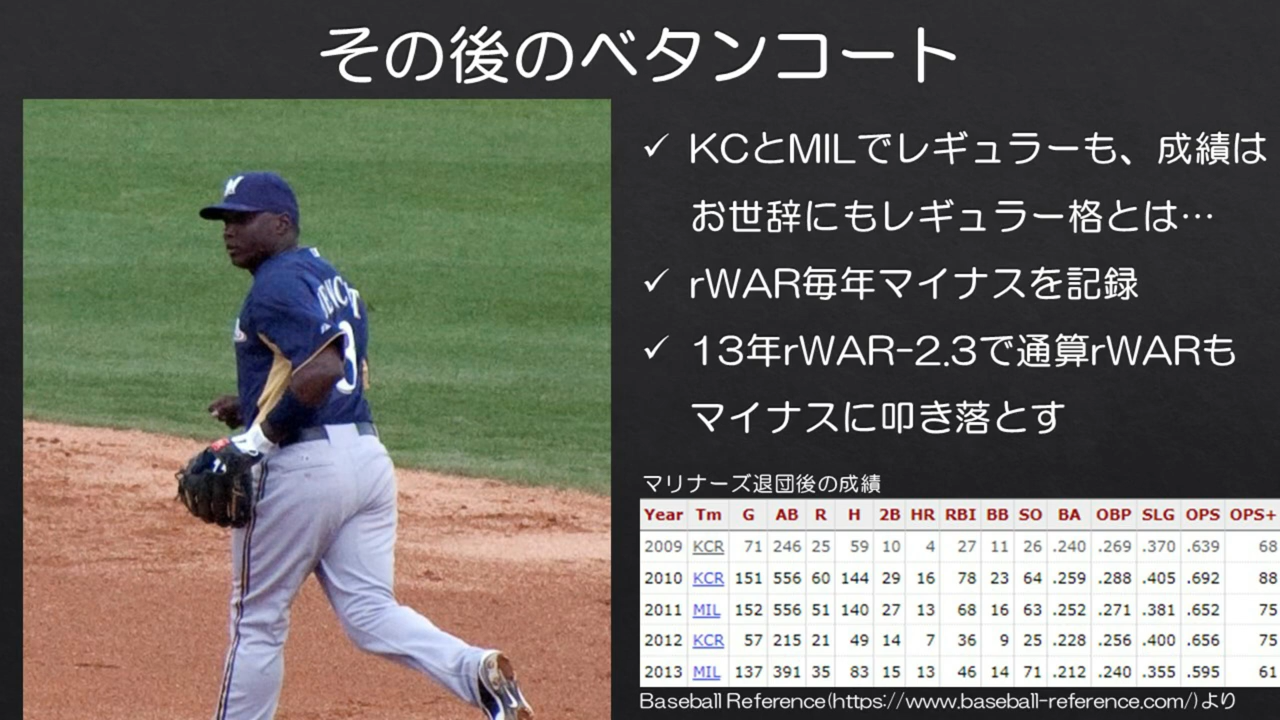 その後のベタンコート
✓ KCとMILでレギュラーも、成績は
お世辞にもレギュラー格とは…
✓ rWAR毎年マイナスを記録
✓ 13年rWAR-2.3で通算rWARも
マイナスに叩き落とす
マリナーズ退団後の成績
Year Tm G AB R H 2B HR RBI BB SO BA OBP SLG OPS OPS+
2009 KCR 71 246 25 59 10 4 27 11 26 .240 .269 .370 .639 68
2010 KCR 151 556 60 144 29 16 78 23 64 .259 .288 .405 .692 88
2011 MIL 152 556 51 140 27 13 68 16 63 .252 .271 .381 .652 75
2012 KCR 57 215 21 49 14 7 36 9 25 .228 .256 .400 .656 75
2013 MIL 137 391 35 83 15 13 46 14 71 .212 .240 .355 .595 61
Baseball Reference(https://www.baseball-reference.com/)より
M
3